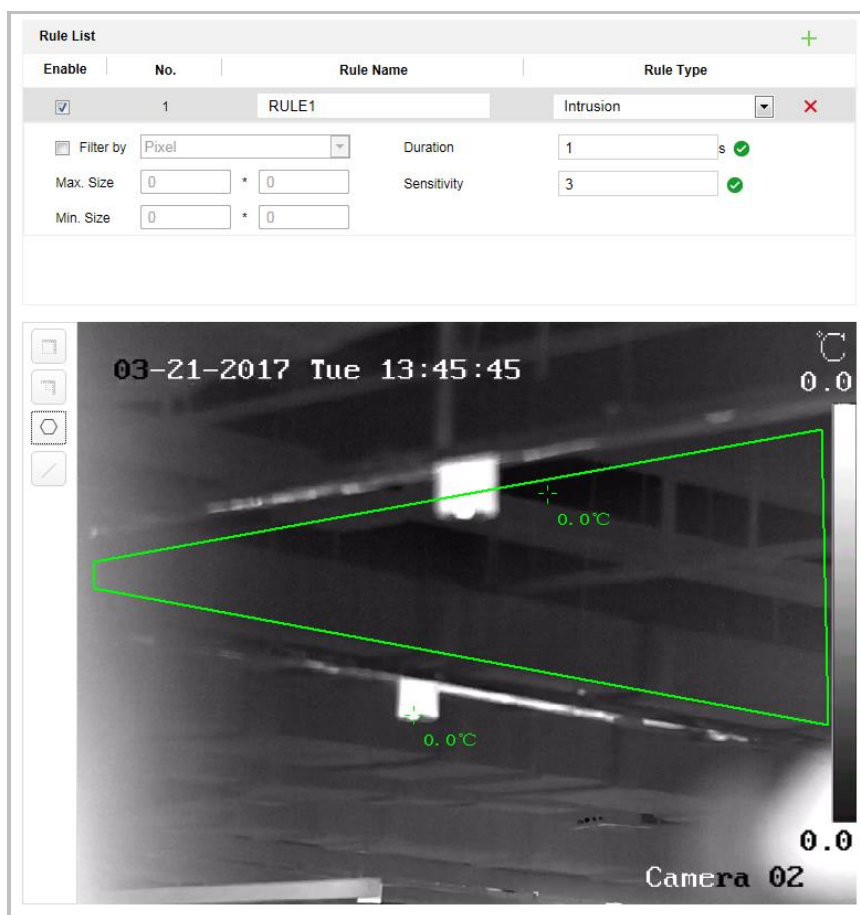 Rule List
Enable No. Rule Name Rule Type
1 RULE1 Intrusion
Filter by Pixel Duration 1 s
Max. Size 0 * 0 Sensitivity 3
Min. Size 0 * 0
03-21-2017 Tue 13:45:45
℃
0.0
0.0℃
0.0℃
0.0
Camera 02